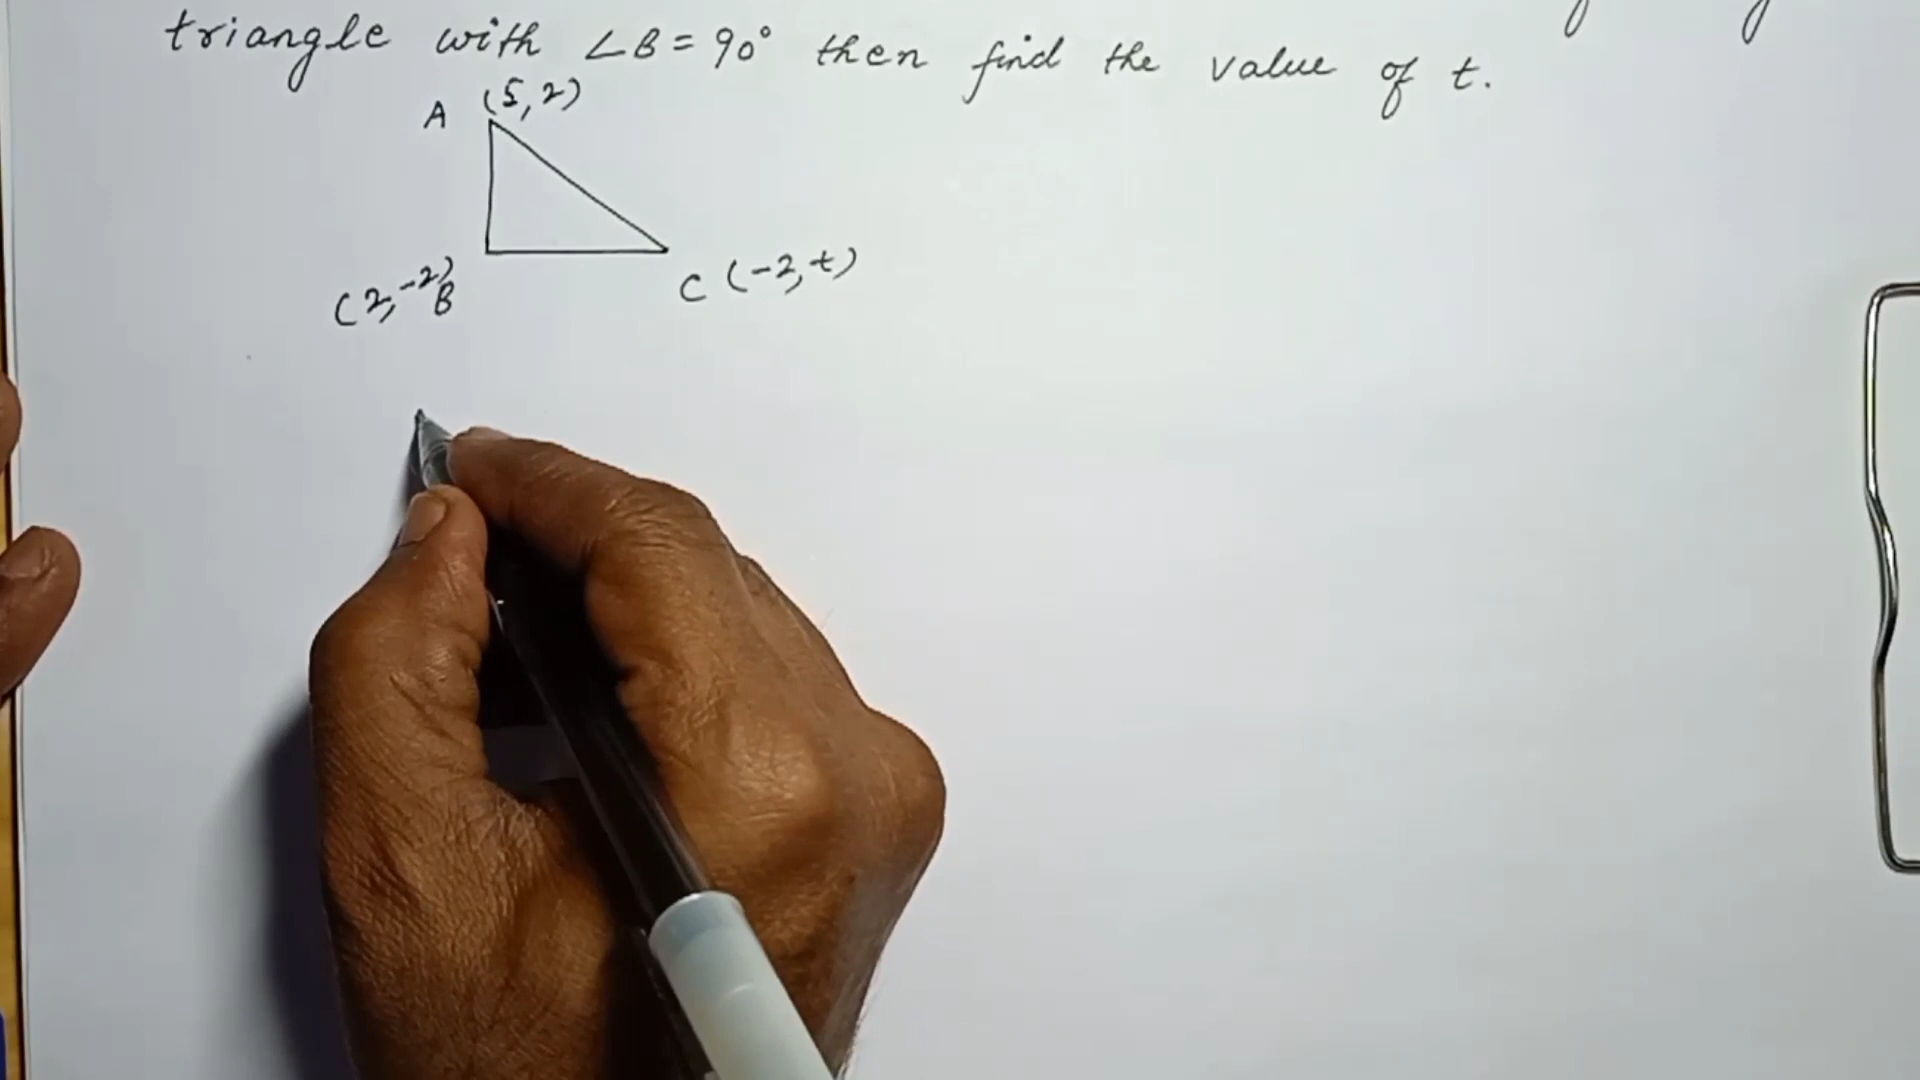 triangle with ∠B = 90° then find the value of t.
A (5, 2)
(2, -2) B
C (-2, t)